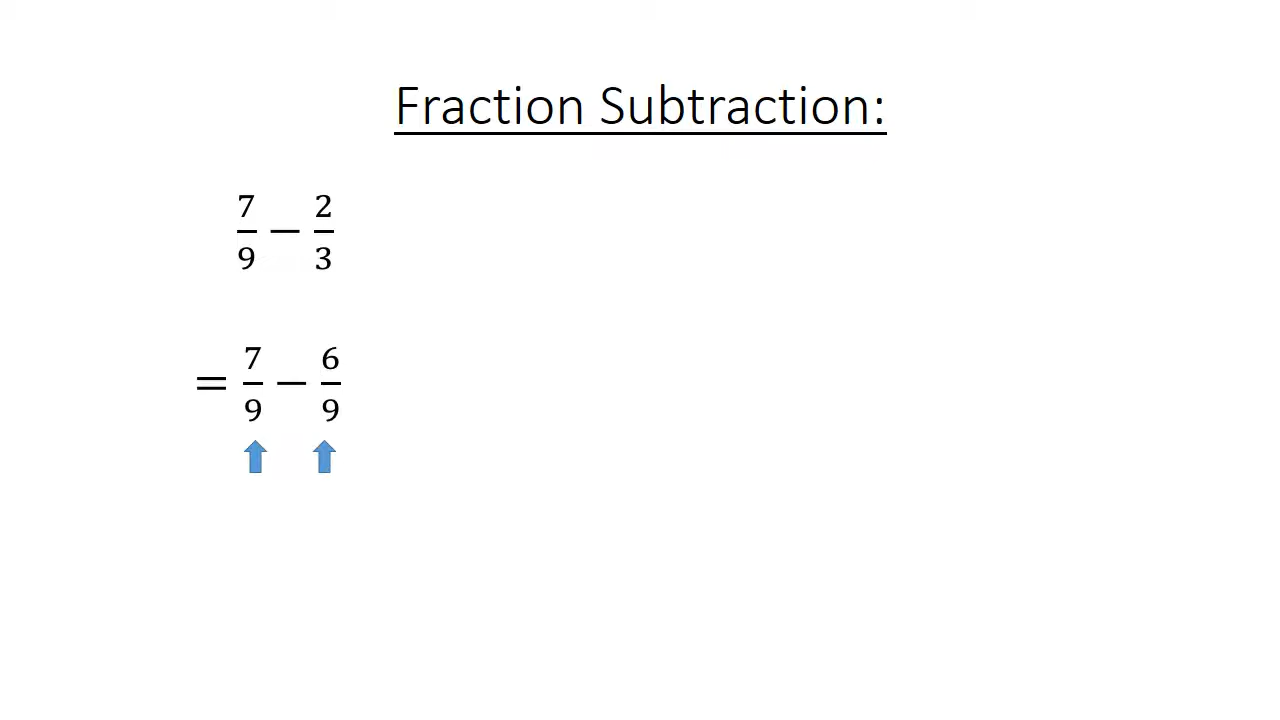 Fraction Subtraction:
7/9 − 2/3
= 7/9 − 6/9